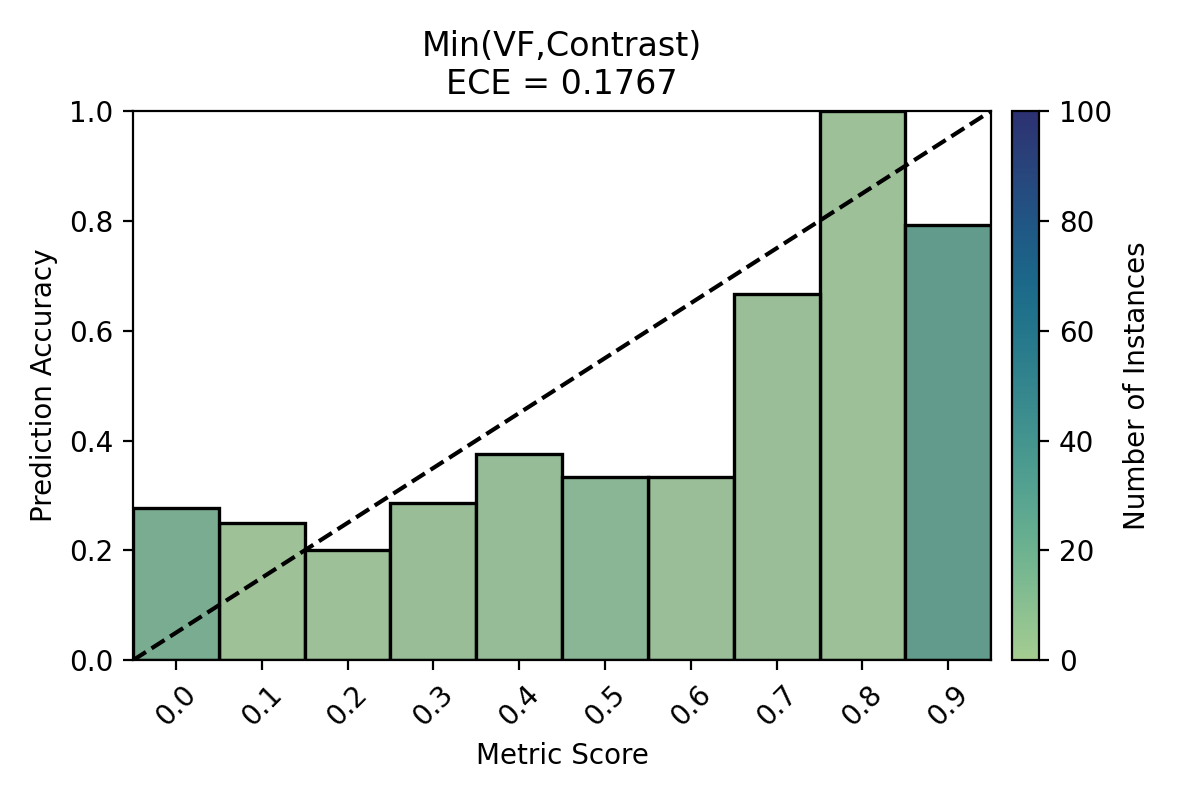 Min(VF,Contrast)
ECE = 0.1767
Prediction Accuracy
1.0
0.8
0.6
0.4
0.2
0.0
0.0 0.1 0.2 0.3 0.4 0.5 0.6 0.7 0.8 0.9
Metric Score
100
80
60
40
20
0
Number of Instances